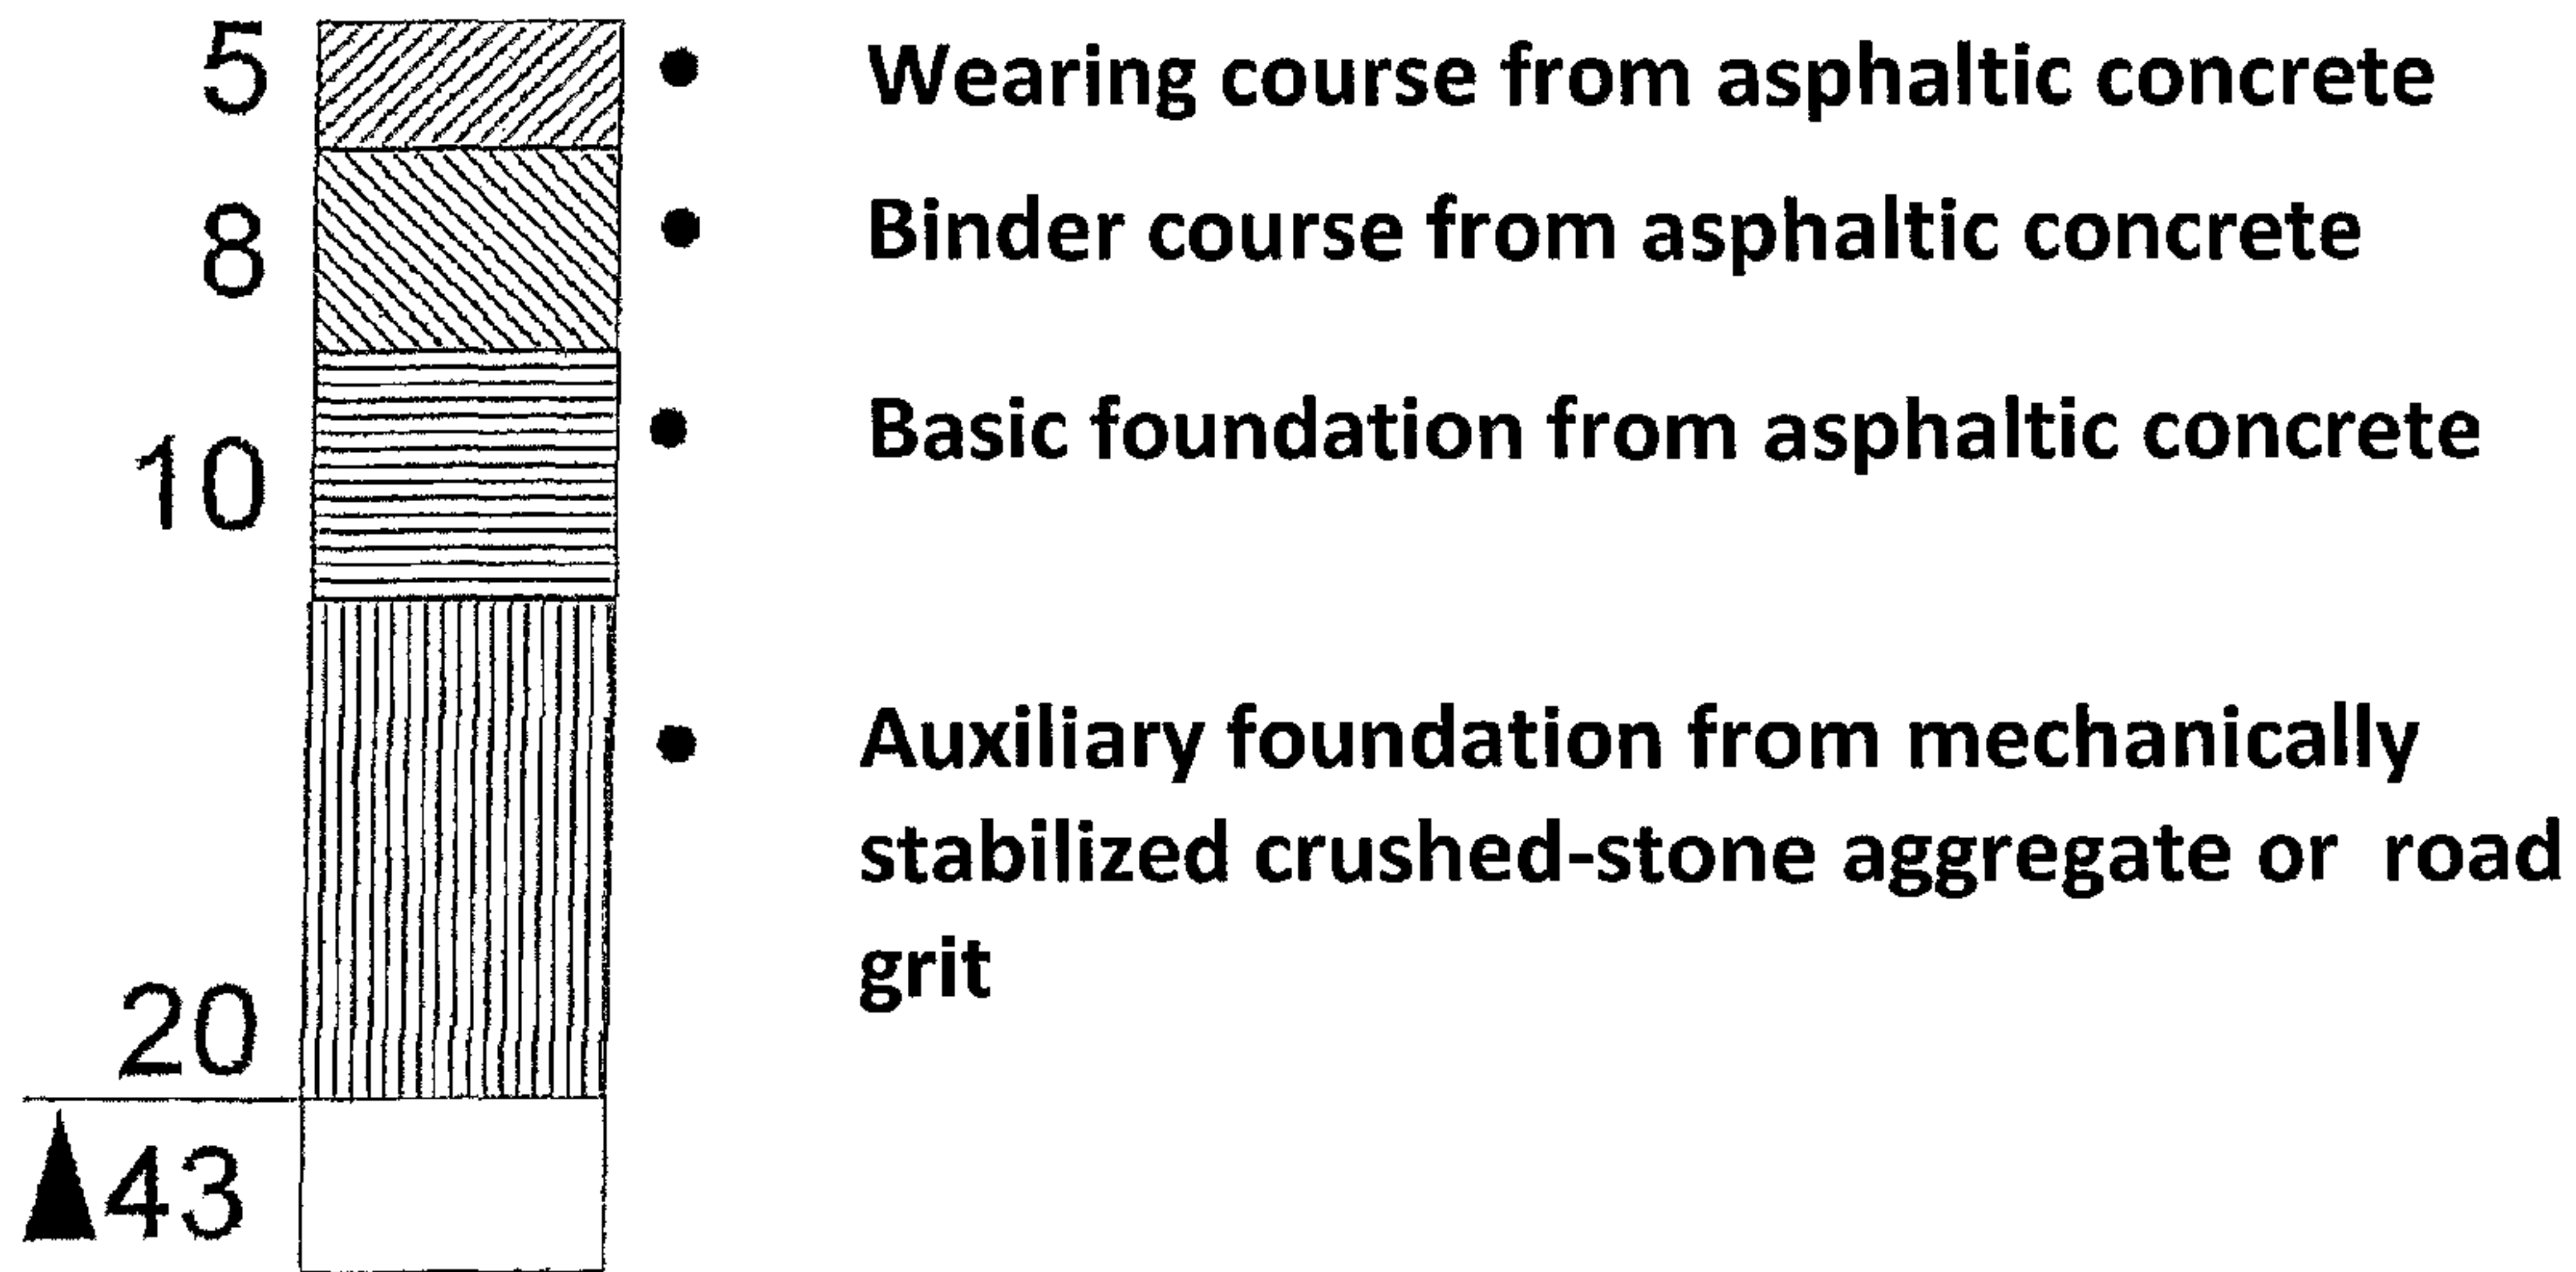 5 • Wearing course from asphaltic concrete
8 • Binder course from asphaltic concrete
10 • Basic foundation from asphaltic concrete
• Auxiliary foundation from mechanically
stabilized crushed-stone aggregate or road
grit
20
▲43